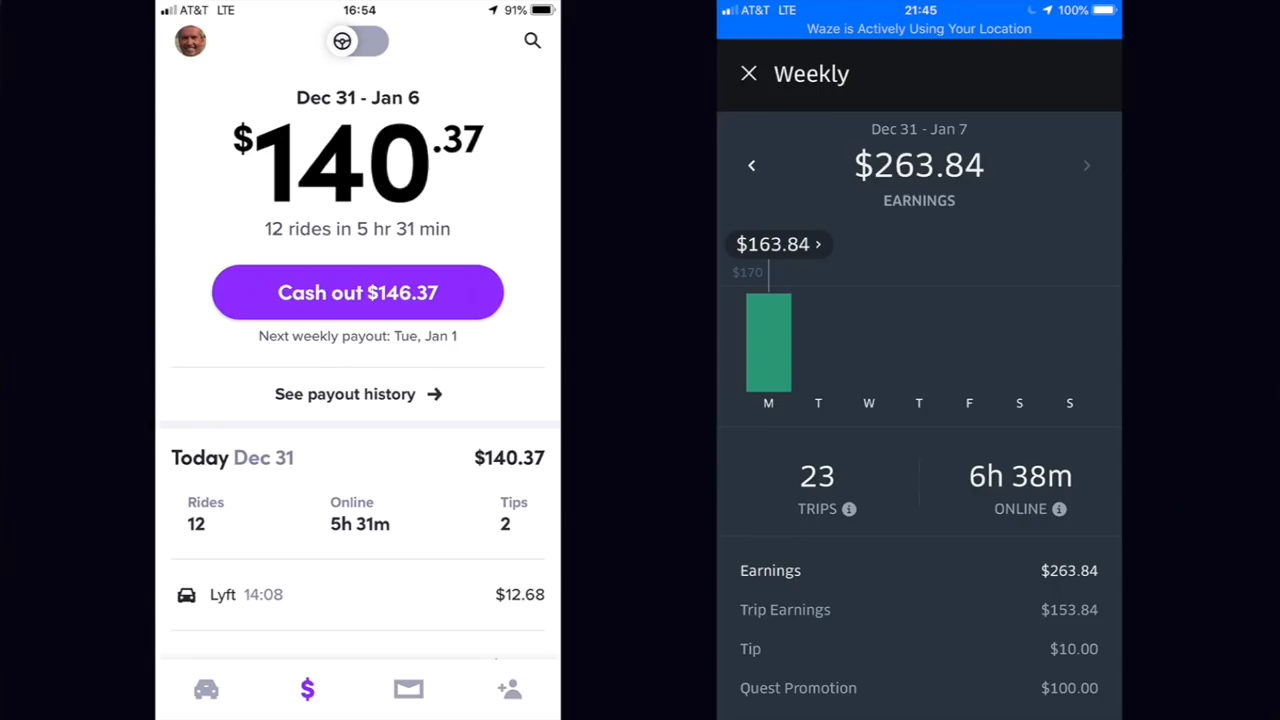 AT&T LTE 16:54 91%
Dec 31 - Jan 6
$140.37
12 rides in 5 hr 31 min
Cash out $146.37
Next weekly payout: Tue, Jan 1
See payout history →
Today Dec 31 $140.37
Rides Online Tips
12 5h 31m 2
Lyft 14:08 $12.68
$
AT&T LTE 21:45 100%
Waze is Actively Using Your Location
Weekly
Dec 31 - Jan 7
$263.84
EARNINGS
$163.84 ›
$170
M T W T F S S
23 6h 38m
TRIPS ONLINE
Earnings $263.84
Trip Earnings $153.84
Tip $10.00
Quest Promotion $100.00